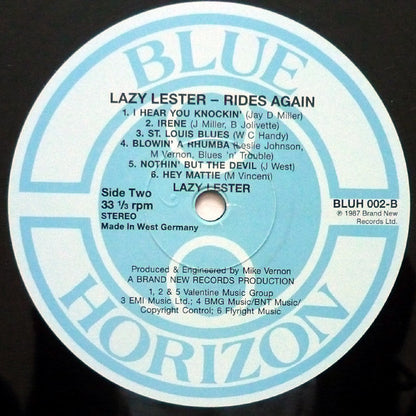 BLUE
LAZY LESTER – RIDES AGAIN
1. I HEAR YOU KNOCKIN' (Jay D Miller)
2. IRENE (J Miller, B Jolivette)
3. ST. LOUIS BLUES (W C Handy)
4. BLOWIN' A RHUMBA (Leslie Johnson,
M Vernon, Blues 'n' Trouble)
5. NOTHIN' BUT THE DEVIL (J West)
6. HEY MATTIE (M Vincent)
LAZY LESTER
Side Two
33 ⅓ rpm
STEREO
Made In West Germany
BLUH 002-B
℗ 1987 Brand New
Records Ltd.
Produced & Engineered by Mike Vernon
A BRAND NEW RECORDS PRODUCTION
1, 2 & 5 Valentine Music Group
3 EMI Music Ltd.; 4 BMG Music/BNT Music/
Copyright Control; 6 Flyright Music
HORIZON